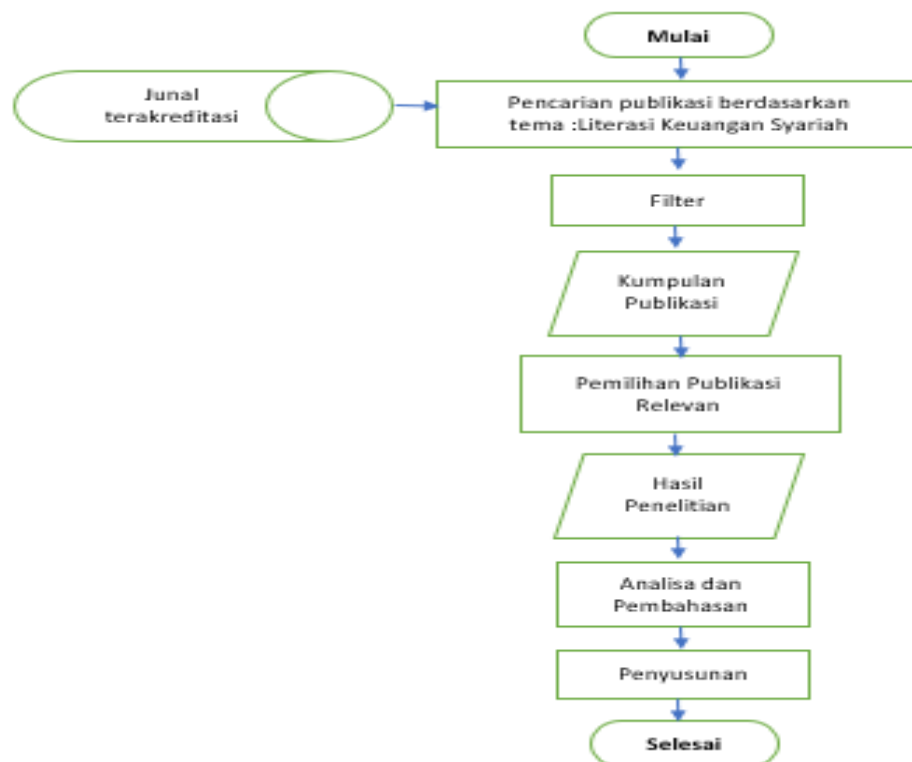 Mulai
Junal
terakreditasi
Pencarian publikasi berdasarkan
tema :Literasi Keuangan Syariah
Filter
Kumpulan
Publikasi
Pemilihan Publikasi
Relevan
Hasil
Penelitian
Analisa dan
Pembahasan
Penyusunan
Selesai